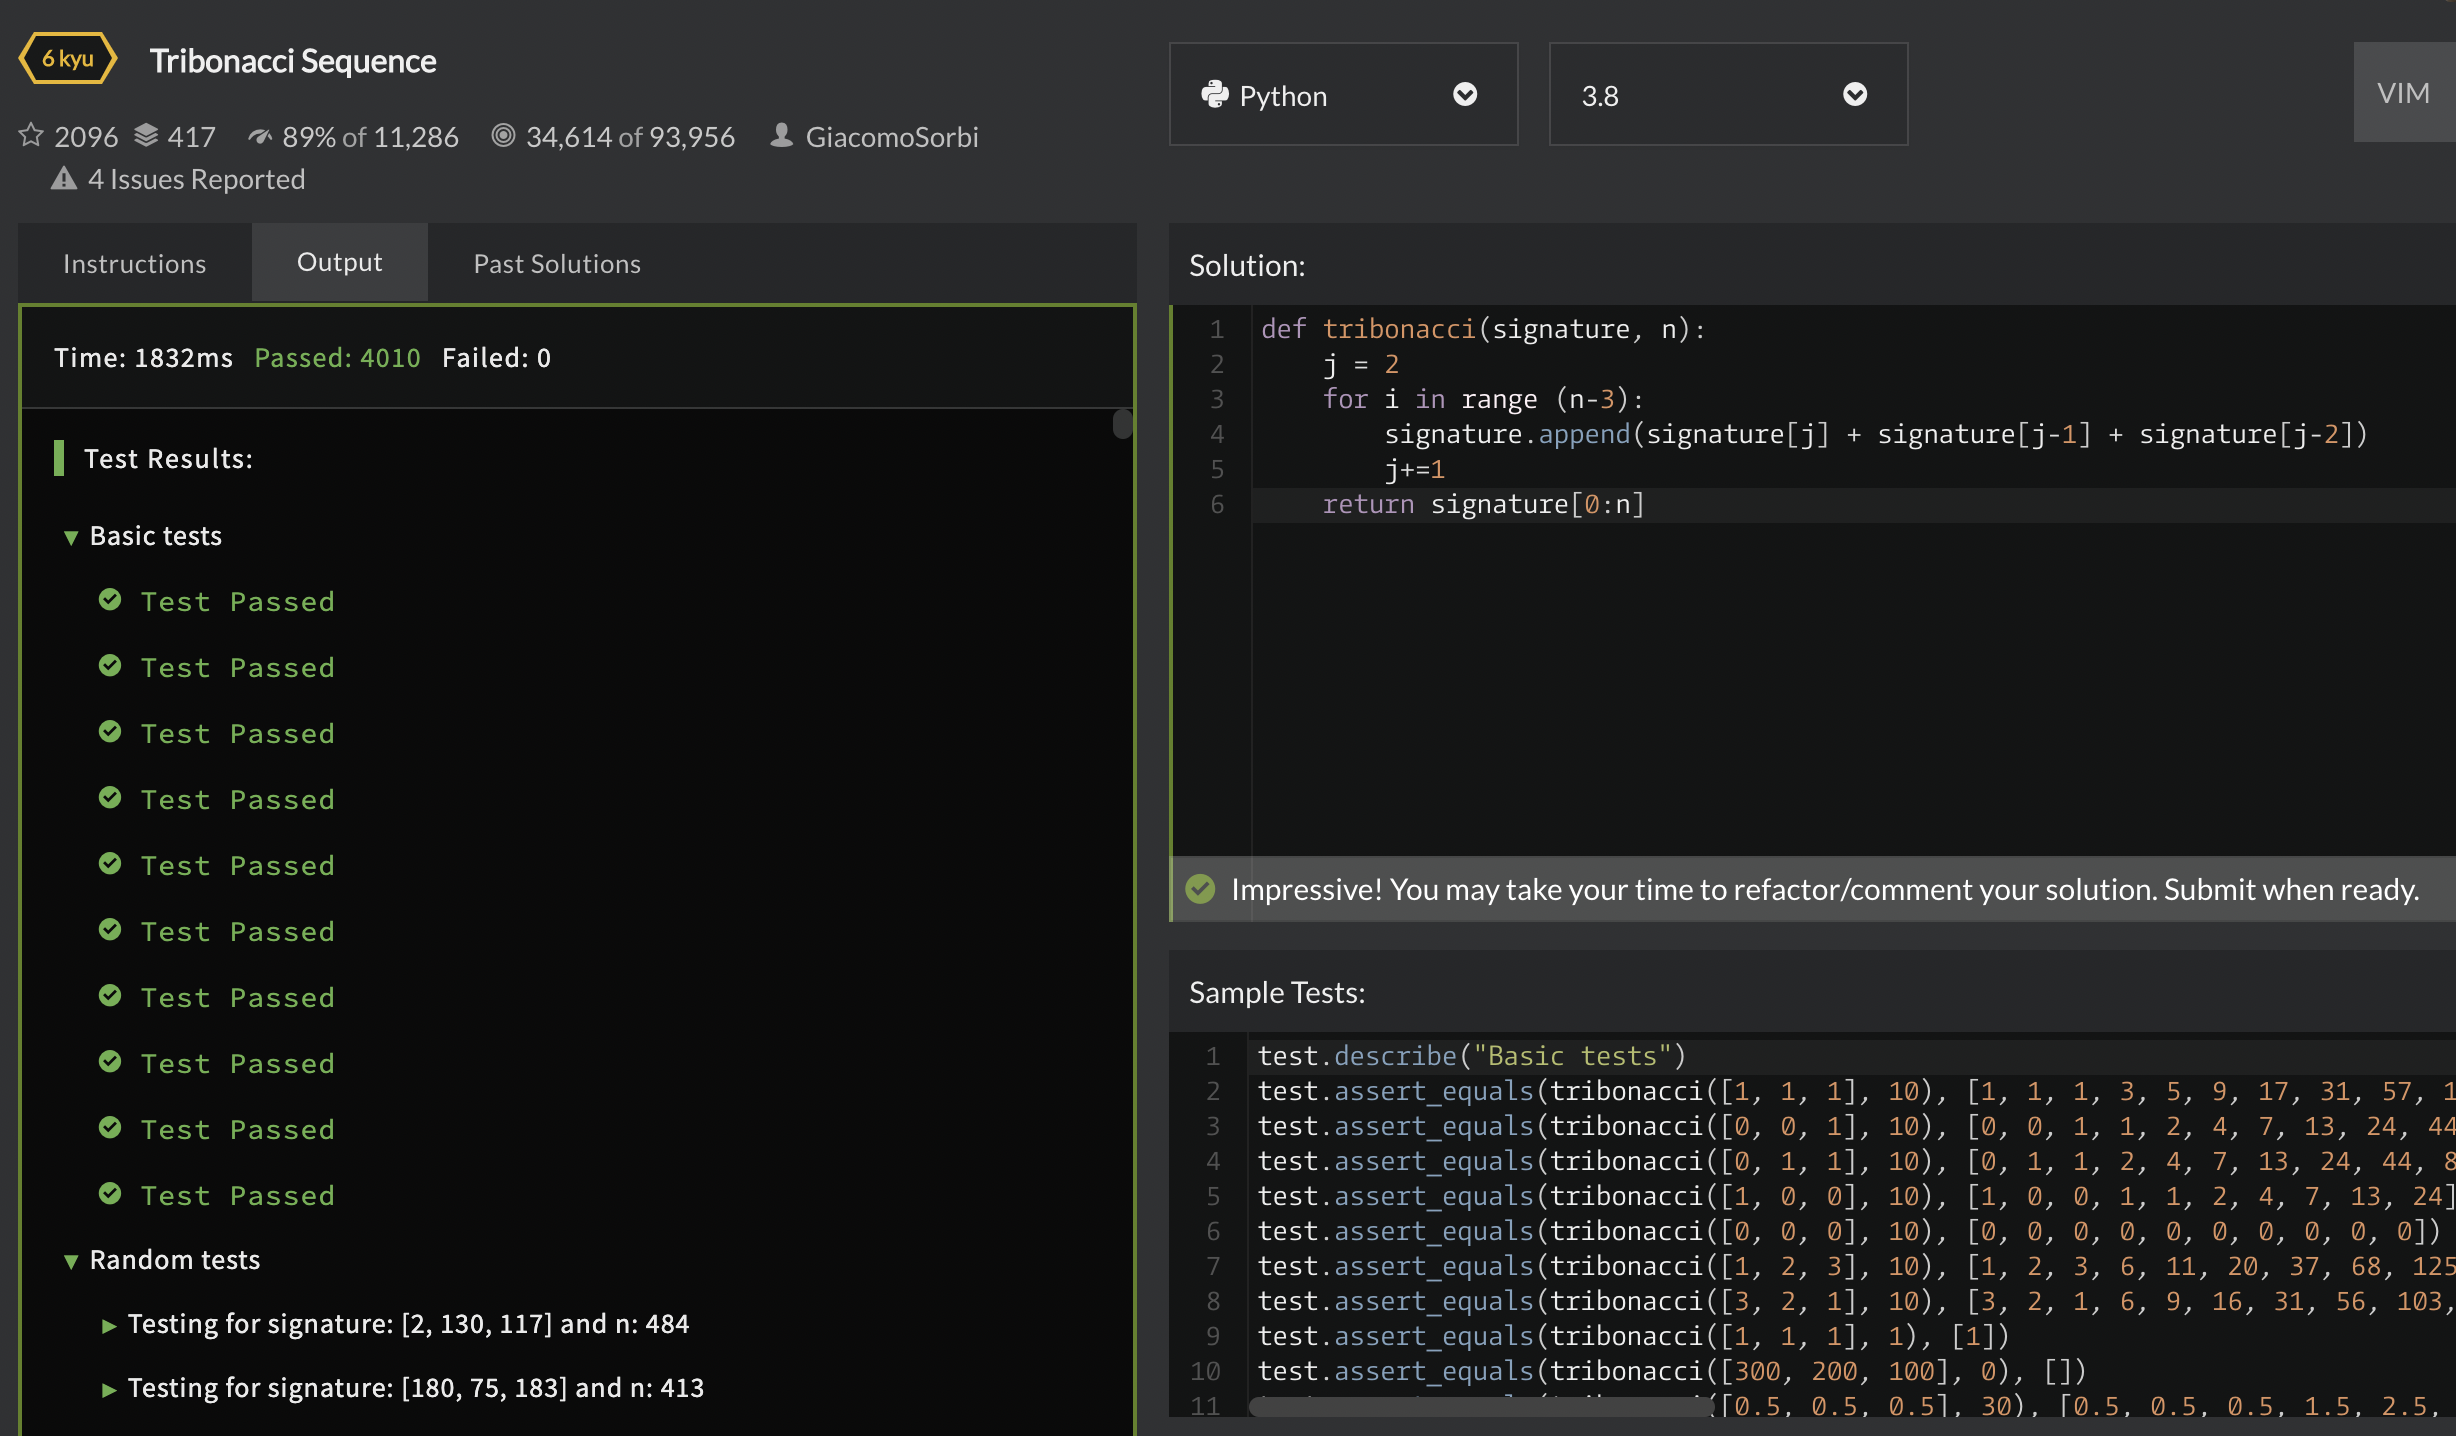 6 kyu Tribonacci Sequence
2096 417 89% of 11,286 34,614 of 93,956 GiacomoSorbi
4 Issues Reported
Python 3.8 VIM
Instructions Output Past Solutions
Time: 1832ms Passed: 4010 Failed: 0
Test Results:
Basic tests
Test Passed
Test Passed
Test Passed
Test Passed
Test Passed
Test Passed
Test Passed
Test Passed
Test Passed
Test Passed
Random tests
Testing for signature: [2, 130, 117] and n: 484
Testing for signature: [180, 75, 183] and n: 413
Solution:
1 def tribonacci(signature, n):
2 j = 2
3 for i in range (n-3):
4 signature.append(signature[j] + signature[j-1] + signature[j-2])
5 j+=1
6 return signature[0:n]
Impressive! You may take your time to refactor/comment your solution. Submit when ready.
Sample Tests:
1 test.describe("Basic tests")
2 test.assert_equals(tribonacci([1, 1, 1], 10), [1, 1, 1, 3, 5, 9, 17, 31, 57, 1
3 test.assert_equals(tribonacci([0, 0, 1], 10), [0, 0, 1, 1, 2, 4, 7, 13, 24, 44
4 test.assert_equals(tribonacci([0, 1, 1], 10), [0, 1, 1, 2, 4, 7, 13, 24, 44, 8
5 test.assert_equals(tribonacci([1, 0, 0], 10), [1, 0, 0, 1, 1, 2, 4, 7, 13, 24]
6 test.assert_equals(tribonacci([0, 0, 0], 10), [0, 0, 0, 0, 0, 0, 0, 0, 0, 0])
7 test.assert_equals(tribonacci([1, 2, 3], 10), [1, 2, 3, 6, 11, 20, 37, 68, 125
8 test.assert_equals(tribonacci([3, 2, 1], 10), [3, 2, 1, 6, 9, 16, 31, 56, 103,
9 test.assert_equals(tribonacci([1, 1, 1], 1), [1])
10 test.assert_equals(tribonacci([300, 200, 100], 0), [])
11 ([0.5, 0.5, 0.5], 30), [0.5, 0.5, 0.5, 1.5, 2.5,